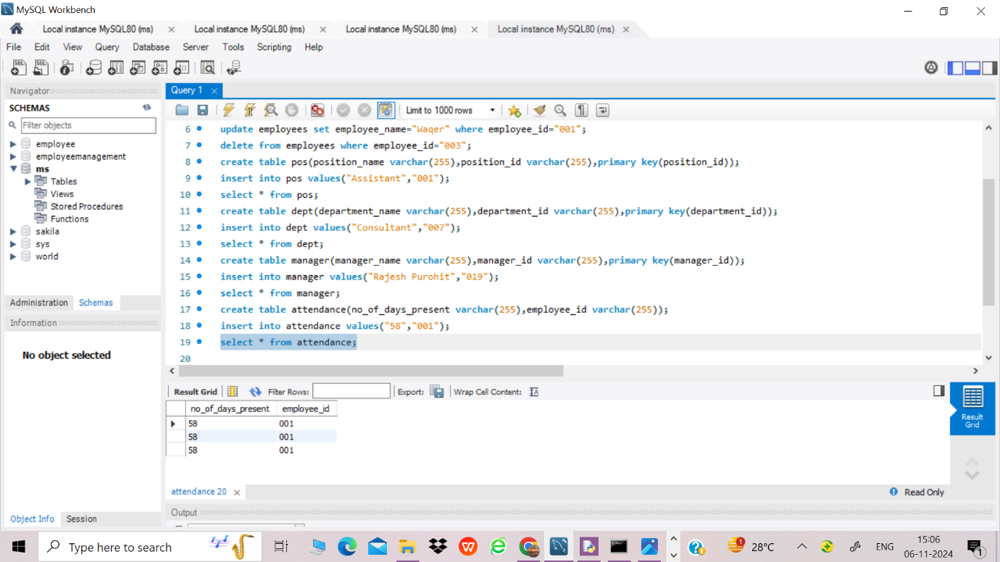 MySQL Workbench
Local instance MySQL80 (ms) Local instance MySQL80 (ms) Local instance MySQL80 (ms) Local instance MySQL80 (ms)
File Edit View Query Database Server Tools Scripting Help
Navigator
Query 1
SCHEMAS
Limit to 1000 rows
Filter objects
employee
employeemanagement
ms
Tables
Views
Stored Procedures
Functions
sakila
sys
world
Administration Schemas
Information
No object selected
6 update employees set employee_name="Waqer" where employee_id="001";
7 delete from employees where employee_id="003";
8 create table pos(position_name varchar(255),position_id varchar(255),primary key(position_id));
9 insert into pos values("Assistant","001");
10 select * from pos;
11 create table dept(department_name varchar(255),department_id varchar(255),primary key(department_id));
12 insert into dept values("Consultant","007");
13 select * from dept;
14 create table manager(manager_name varchar(255),manager_id varchar(255),primary key(manager_id));
15 insert into manager values("Rajesh Purohit","019");
16 select * from manager;
17 create table attendance(no_of_days_present varchar(255),employee_id varchar(255));
18 insert into attendance values("58","001");
19 select * from attendance;
20
Result Grid Filter Rows: Export: Wrap Cell Content:
no_of_days_present employee_id
58 001
58 001
58 001
Result
Grid
attendance 20
Read Only
Output
Object Info Session
Type here to search
1
28°C
ENG
15:06
06-11-2024
1